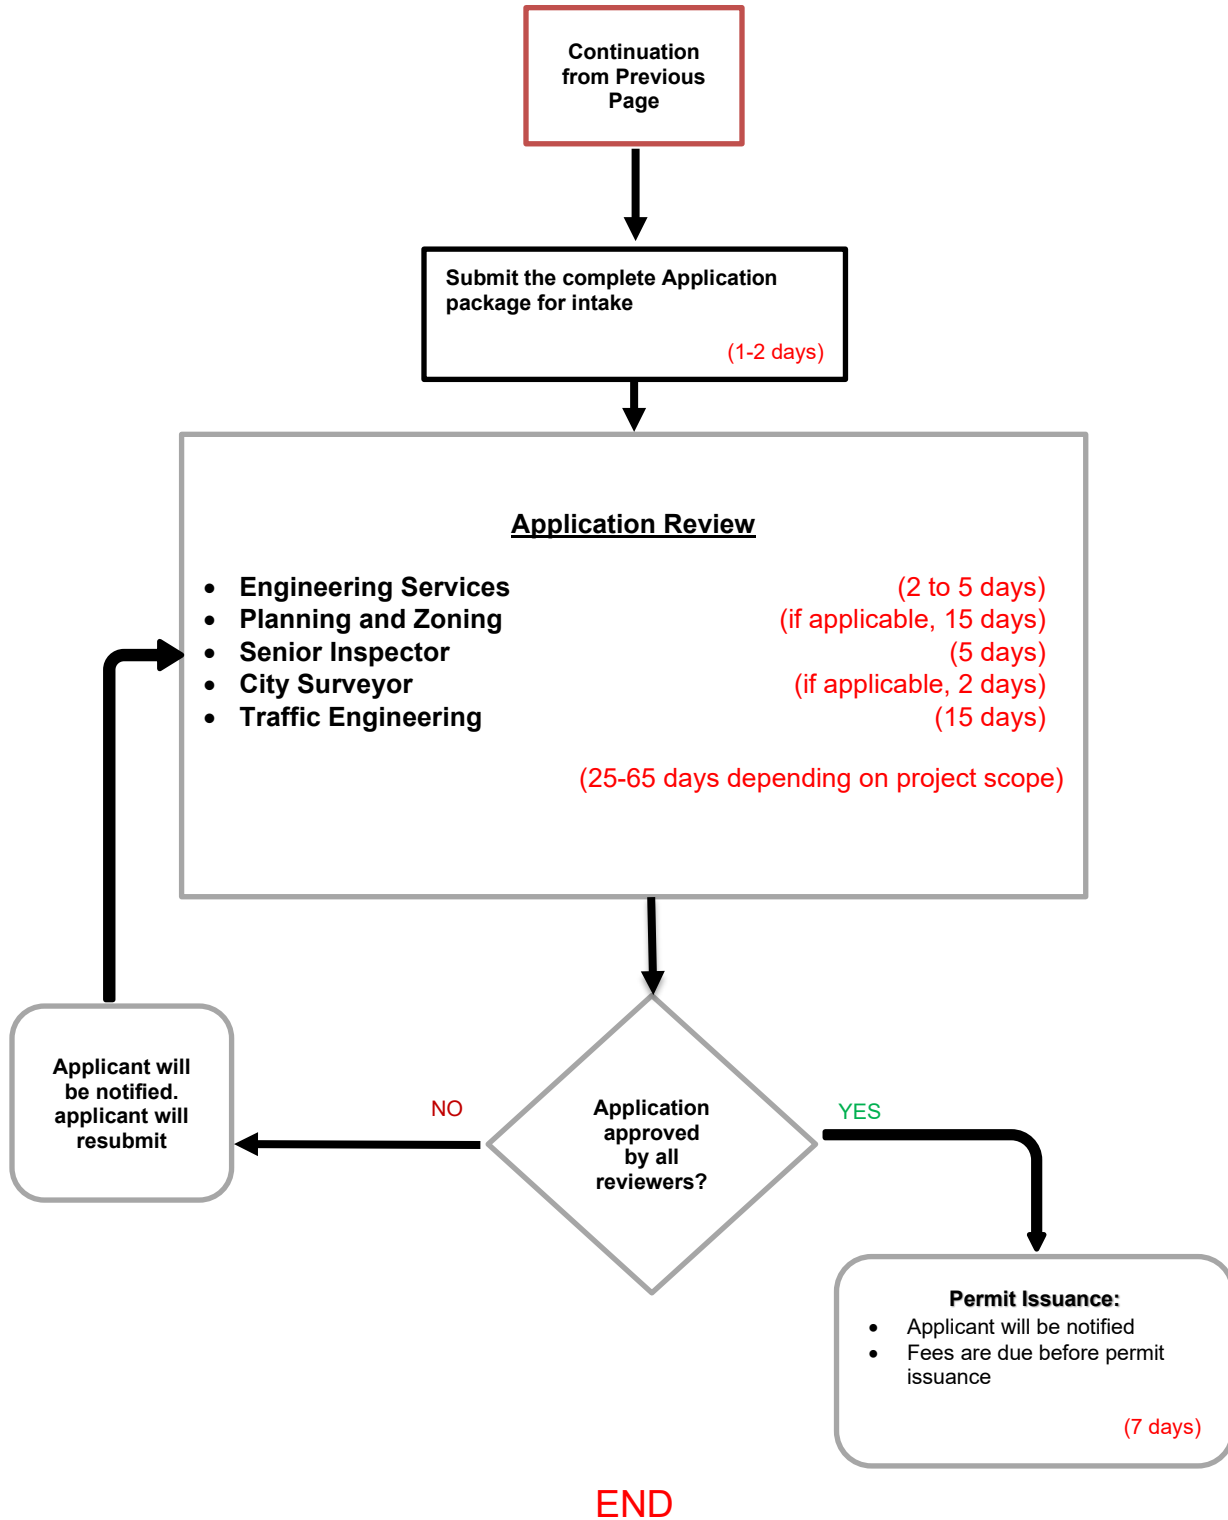 Continuation
from Previous
Page
Submit the complete Application
package for intake
(1-2 days)
Application Review
• Engineering Services (2 to 5 days)
• Planning and Zoning (if applicable, 15 days)
• Senior Inspector (5 days)
• City Surveyor (if applicable, 2 days)
• Traffic Engineering (15 days)
(25-65 days depending on project scope)
Applicant will
be notified.
applicant will
resubmit
NO
Application
approved
by all
reviewers?
YES
Permit Issuance:
• Applicant will be notified
• Fees are due before permit
issuance
(7 days)
END